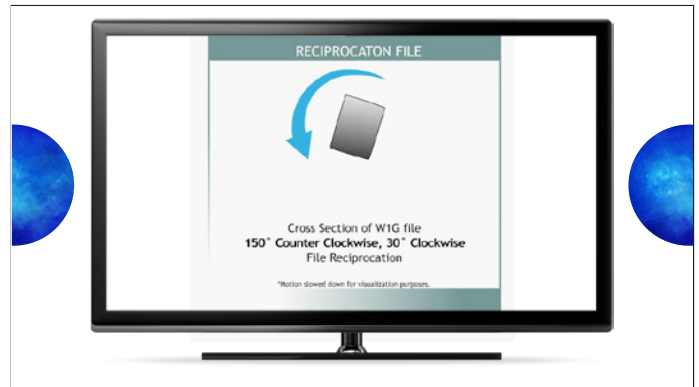 RECIPROCATON FILE
Cross Section of W1G file
150° Counter Clockwise, 30° Clockwise
File Reciprocation
*Motion slowed down for visualization purposes.